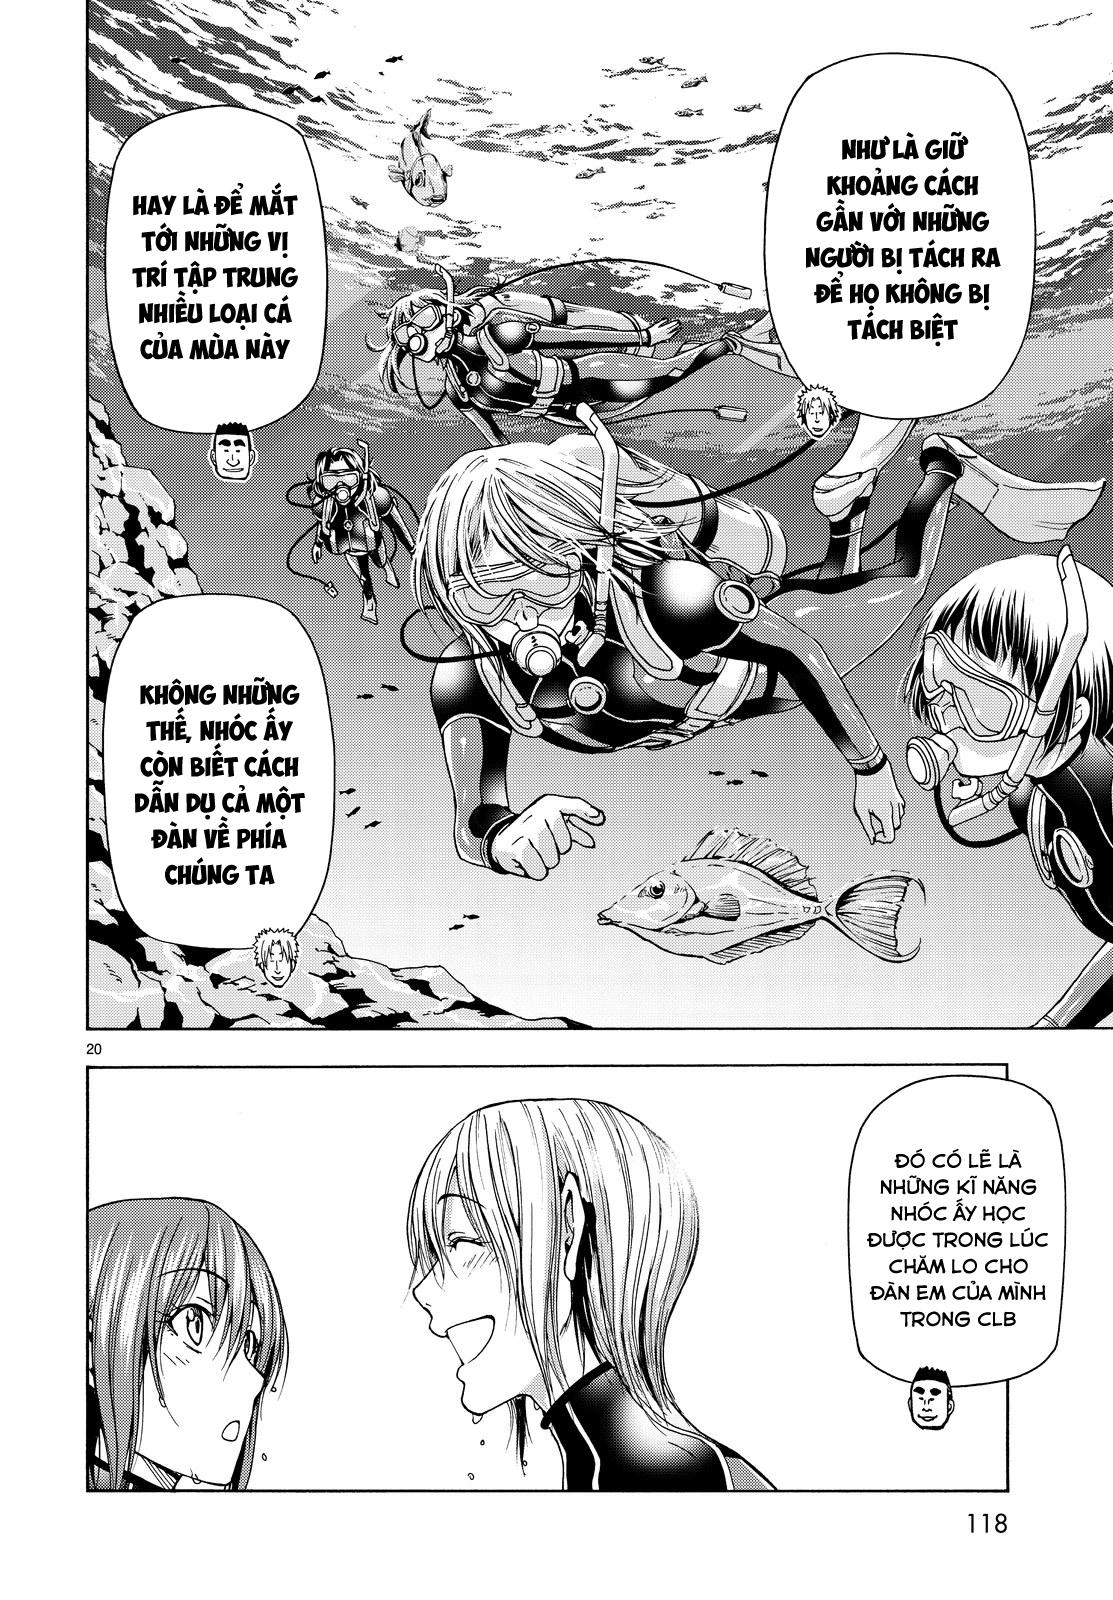 NHƯ LÀ GIỮ
KHOẢNG CÁCH
GẦN VỚI NHỮNG
NGƯỜI BỊ TÁCH RA
ĐỂ HỌ KHÔNG BỊ
TÁCH BIỆT
HAY LÀ ĐỂ MẮT
TỚI NHỮNG VỊ
TRÍ TẬP TRUNG
NHIỀU LOẠI CÁ
CỦA MÙA NÀY
KHÔNG NHỮNG
THẾ, NHÓC ẤY
CÒN BIẾT CÁCH
DẪN DỤ CẢ MỘT
ĐÀN VỀ PHÍA
CHÚNG TA
20
ĐÓ CÓ LẼ LÀ
NHỮNG KĨ NĂNG
NHÓC ẤY HỌC
ĐƯỢC TRONG LÚC
CHĂM LO CHO
ĐÀN EM CỦA MÌNH
TRONG CLB
118